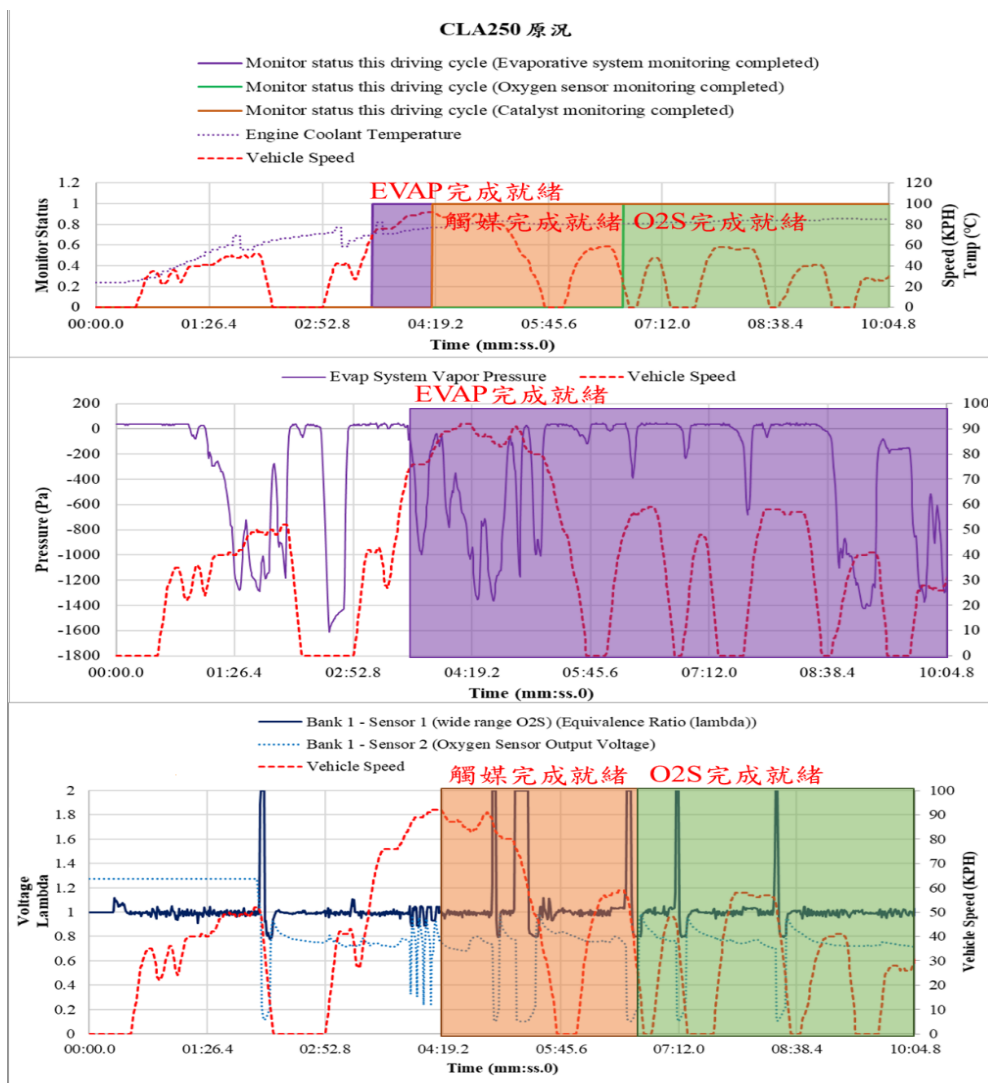 CLA250 原況
Monitor status this driving cycle (Evaporative system monitoring completed)
Monitor status this driving cycle (Oxygen sensor monitoring completed)
Monitor status this driving cycle (Catalyst monitoring completed)
Engine Coolant Temperature
Vehicle Speed
EVAP完成就緒
觸媒完成就緒 O2S完成就緒
Monitor Status
1.2
1
0.8
0.6
0.4
0.2
0
120
100
80
60
40
20
0
Speed (KPH)
Temp (°C)
00:00.0 01:26.4 02:52.8 04:19.2 05:45.6 07:12.0 08:38.4 10:04.8
Time (mm:ss.0)
Evap System Vapor Pressure Vehicle Speed
EVAP完成就緒
Pressure (Pa)
200
0
-200
-400
-600
-800
-1000
-1200
-1400
-1600
-1800
100
90
80
70
60
50
40
30
20
10
0
00:00.0 01:26.4 02:52.8 04:19.2 05:45.6 07:12.0 08:38.4 10:04.8
Time (mm:ss.0)
Bank 1 - Sensor 1 (wide range O2S) (Equivalence Ratio (lambda))
Bank 1 - Sensor 2 (Oxygen Sensor Output Voltage)
Vehicle Speed
觸媒完成就緒 O2S完成就緒
Voltage
Lambda
2
1.8
1.6
1.4
1.2
1
0.8
0.6
0.4
0.2
0
100
90
80
70
60
50
40
30
20
10
0
Vehicle Speed (KPH)
00:00.0 01:26.4 02:52.8 04:19.2 05:45.6 07:12.0 08:38.4 10:04.8
Time (mm:ss.0)